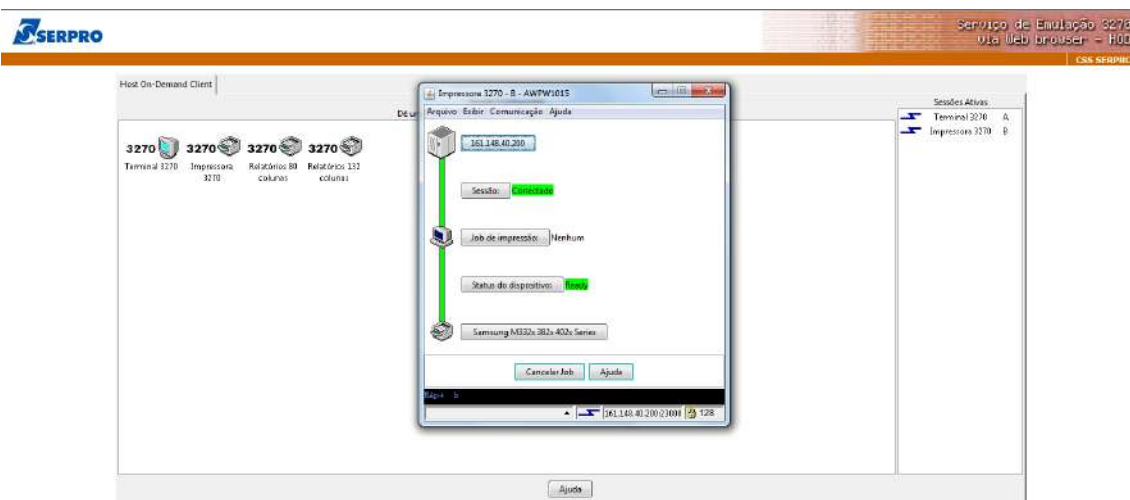 SERPRO
Serviço de Emulação 3270
via Web browser - HOD
CSS SERPRO
Host On-Demand Client
Sessões Ativas
Terminal 3270 A
Impressora 3270 B
3270
Terminal 3270
3270
Impressora
3270
3270
Relatórios 80
colunas
3270
Relatórios 132
colunas
Impressora 3270 - B - AWPW1015
Arquivo Exibir Comunicação Ajuda
161.148.40.200
Sessão: Conectado
Job de impressão: Nenhum
Status do dispositivo: Ready
Samsung M332x 382x 402x Series
Cancelar Job Ajuda
161.148.40.200:23000 128
Ajuda